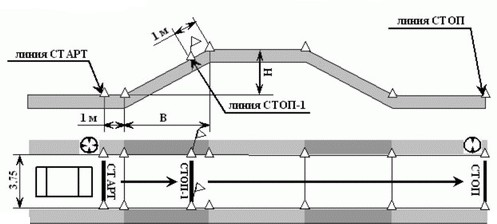 1 м
линия СТОП
линия СТАРТ
Н
линия СТОП-1
1 м
В
3,75
СТАРТ
СТОП-1
СТОП